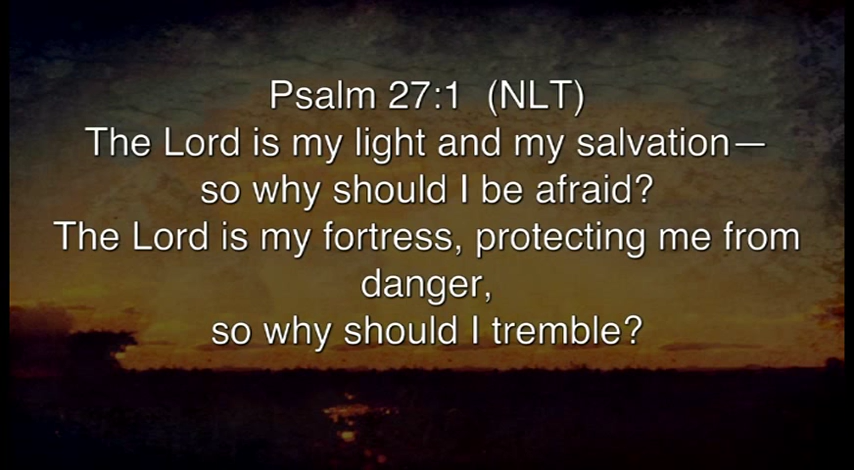 Psalm 27:1 (NLT)
The Lord is my light and my salvation—
so why should I be afraid?
The Lord is my fortress, protecting me from
danger,
so why should I tremble?